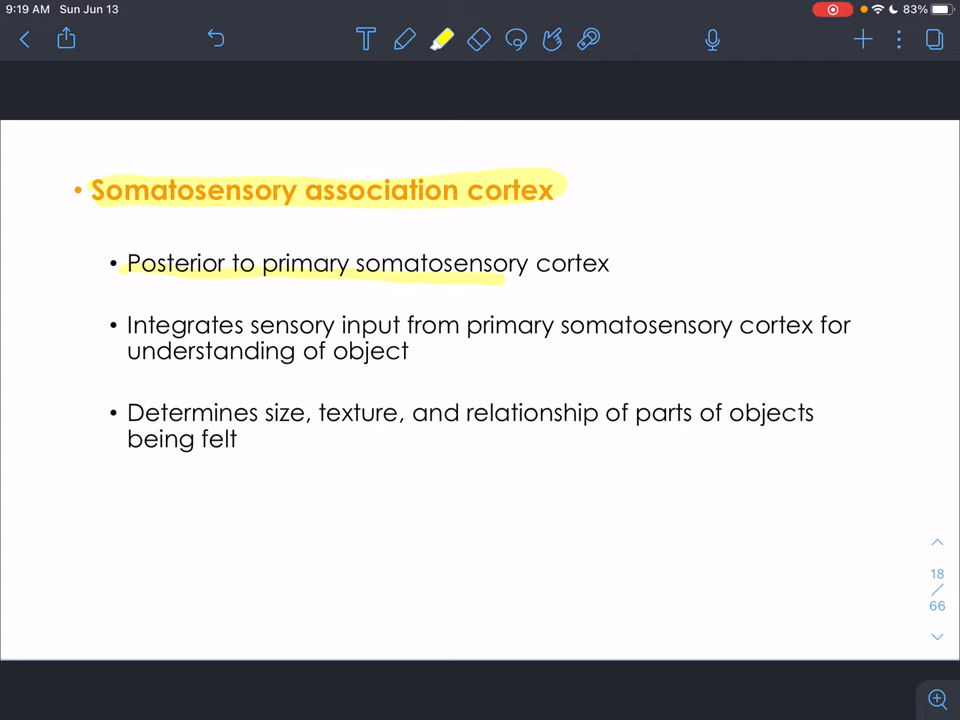 9:19 AM Sun Jun 13
83%
• Somatosensory association cortex
• Posterior to primary somatosensory cortex
• Integrates sensory input from primary somatosensory cortex for
understanding of object
• Determines size, texture, and relationship of parts of objects
being felt
18
/
66